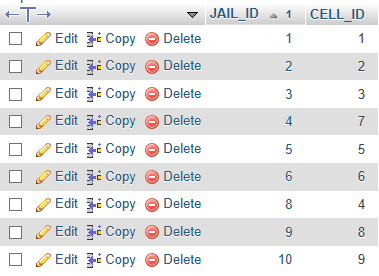 JAIL_ID 1 CELL_ID
Edit Copy Delete 1 1
Edit Copy Delete 2 2
Edit Copy Delete 3 3
Edit Copy Delete 4 7
Edit Copy Delete 5 5
Edit Copy Delete 6 6
Edit Copy Delete 8 4
Edit Copy Delete 9 8
Edit Copy Delete 10 9